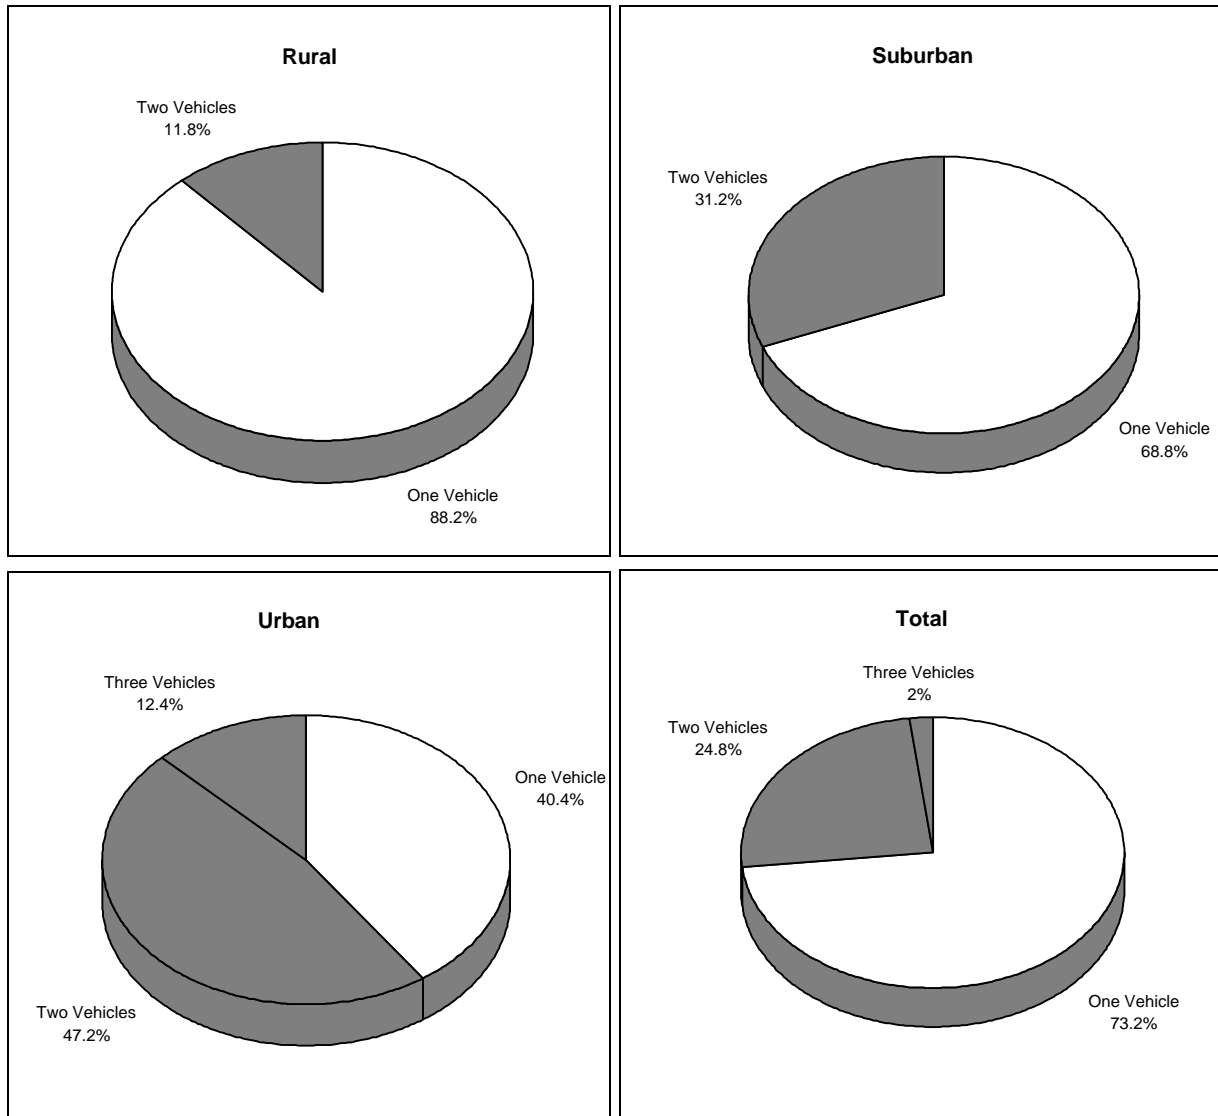 Rural
Two Vehicles
11.8%
One Vehicle
88.2%
Suburban
Two Vehicles
31.2%
One Vehicle
68.8%
Urban
Three Vehicles
12.4%
One Vehicle
40.4%
Two Vehicles
47.2%
Total
Three Vehicles
2%
Two Vehicles
24.8%
One Vehicle
73.2%